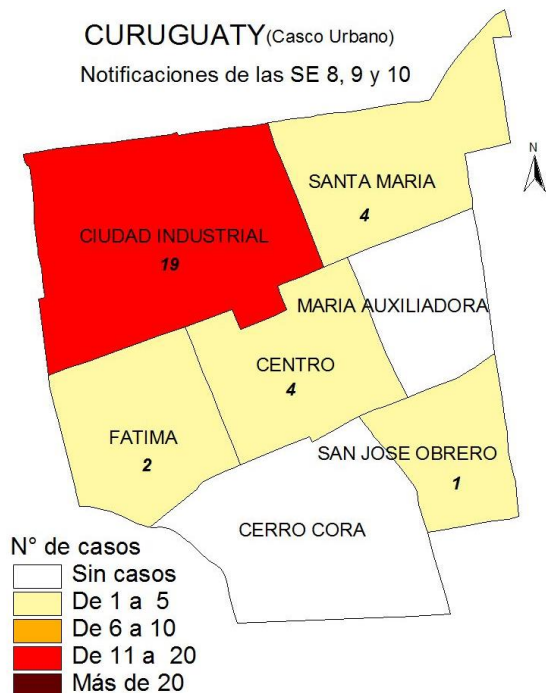 CURUGUATY (Casco Urbano)
Notificaciones de las SE 8, 9 y 10
N
SANTA MARIA
4
CIUDAD INDUSTRIAL
19
MARIA AUXILIADORA
CENTRO
4
FATIMA
2
SAN JOSE OBRERO
1
CERRO CORA
N° de casos
Sin casos
De 1 a 5
De 6 a 10
De 11 a 20
Más de 20